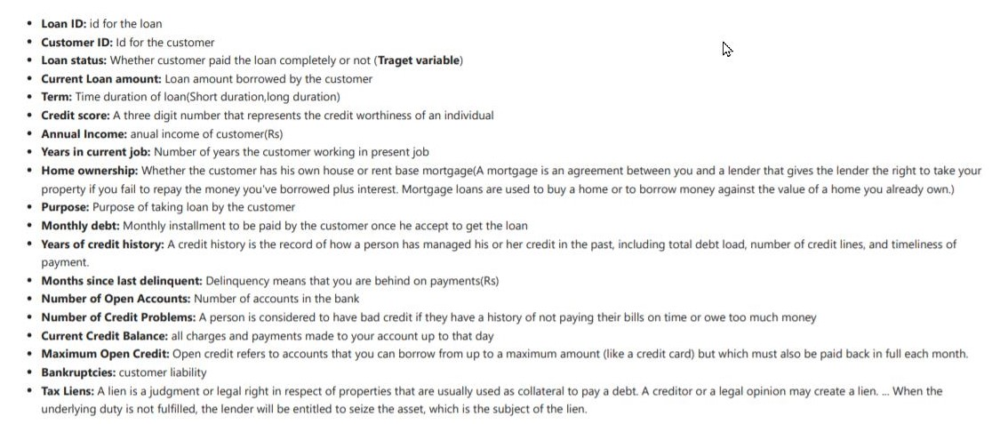 • Loan ID: id for the loan
• Customer ID: Id for the customer
• Loan status: Whether customer paid the loan completely or not (Traget variable)
• Current Loan amount: Loan amount borrowed by the customer
• Term: Time duration of loan(Short duration,long duration)
• Credit score: A three digit number that represents the credit worthiness of an individual
• Annual Income: anual income of customer(Rs)
• Years in current job: Number of years the customer working in present job
• Home ownership: Whether the customer has his own house or rent base mortgage(A mortgage is an agreement between you and a lender that gives the lender the right to take your
property if you fail to repay the money you've borrowed plus interest. Mortgage loans are used to buy a home or to borrow money against the value of a home you already own.)
• Purpose: Purpose of taking loan by the customer
• Monthly debt: Monthly installment to be paid by the customer once he accept to get the loan
• Years of credit history: A credit history is the record of how a person has managed his or her credit in the past, including total debt load, number of credit lines, and timeliness of
payment.
• Months since last delinquent: Delinquency means that you are behind on payments(Rs)
• Number of Open Accounts: Number of accounts in the bank
• Number of Credit Problems: A person is considered to have bad credit if they have a history of not paying their bills on time or owe too much money
• Current Credit Balance: all charges and payments made to your account up to that day
• Maximum Open Credit: Open credit refers to accounts that you can borrow from up to a maximum amount (like a credit card) but which must also be paid back in full each month.
• Bankruptcies: customer liability
• Tax Liens: A lien is a judgment or legal right in respect of properties that are usually used as collateral to pay a debt. A creditor or a legal opinion may create a lien. ... When the
underlying duty is not fulfilled, the lender will be entitled to seize the asset, which is the subject of the lien.